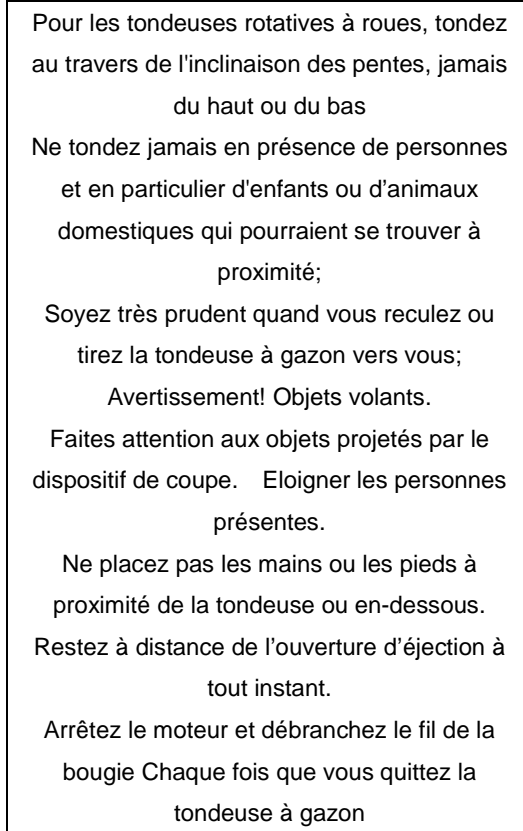 Pour les tondeuses rotatives à roues, tondez
au travers de l'inclinaison des pentes, jamais
du haut ou du bas
Ne tondez jamais en présence de personnes
et en particulier d'enfants ou d’animaux
domestiques qui pourraient se trouver à
proximité;
Soyez très prudent quand vous reculez ou
tirez la tondeuse à gazon vers vous;
Avertissement! Objets volants.
Faites attention aux objets projetés par le
dispositif de coupe.    Eloigner les personnes
présentes.
Ne placez pas les mains ou les pieds à
proximité de la tondeuse ou en-dessous.
Restez à distance de l’ouverture d’éjection à
tout instant.
Arrêtez le moteur et débranchez le fil de la
bougie Chaque fois que vous quittez la
tondeuse à gazon